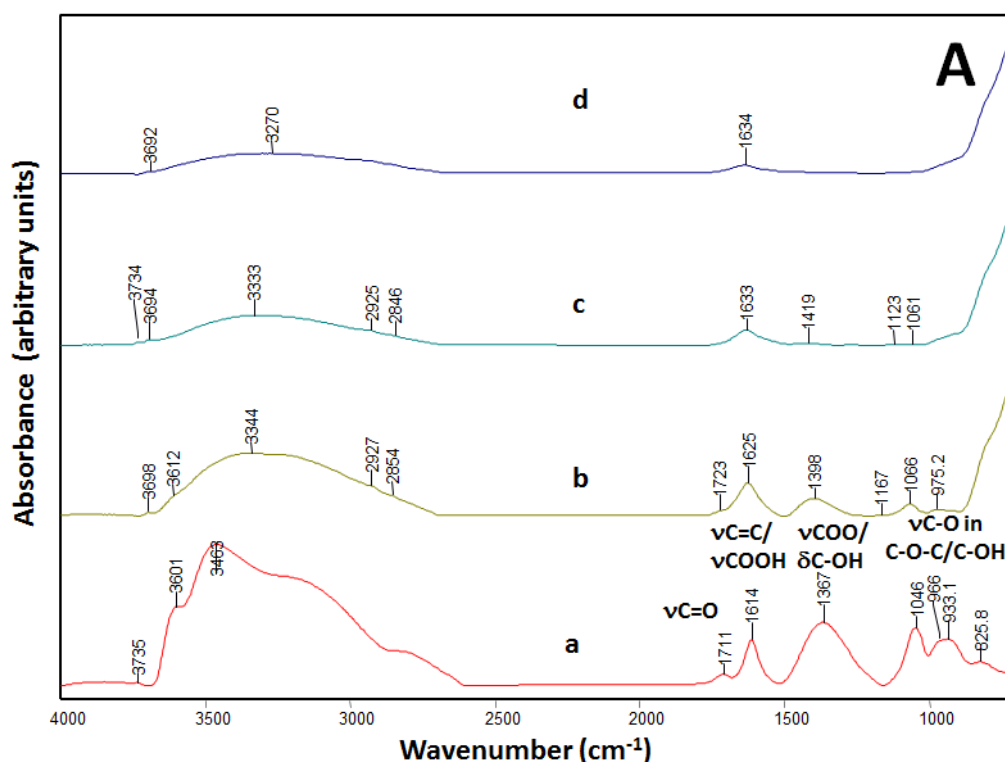 A
d
3692
3270
1634
c
3734
3694
3333
2925
2846
1633
1419
1123
1061
b
3698
3612
3344
2927
2854
1723
1625
1398
1167
1066
975.2
νC=C/
νCOOH
νCOO/
δC-OH
νC-O in
C-O-C/C-OH
νC=O
a
3735
3601
3463
1711
1614
1367
1046
966
933.1
825.8
4000 3500 3000 2500 2000 1500 1000
Wavenumber (cm⁻¹)
Absorbance (arbitrary units)